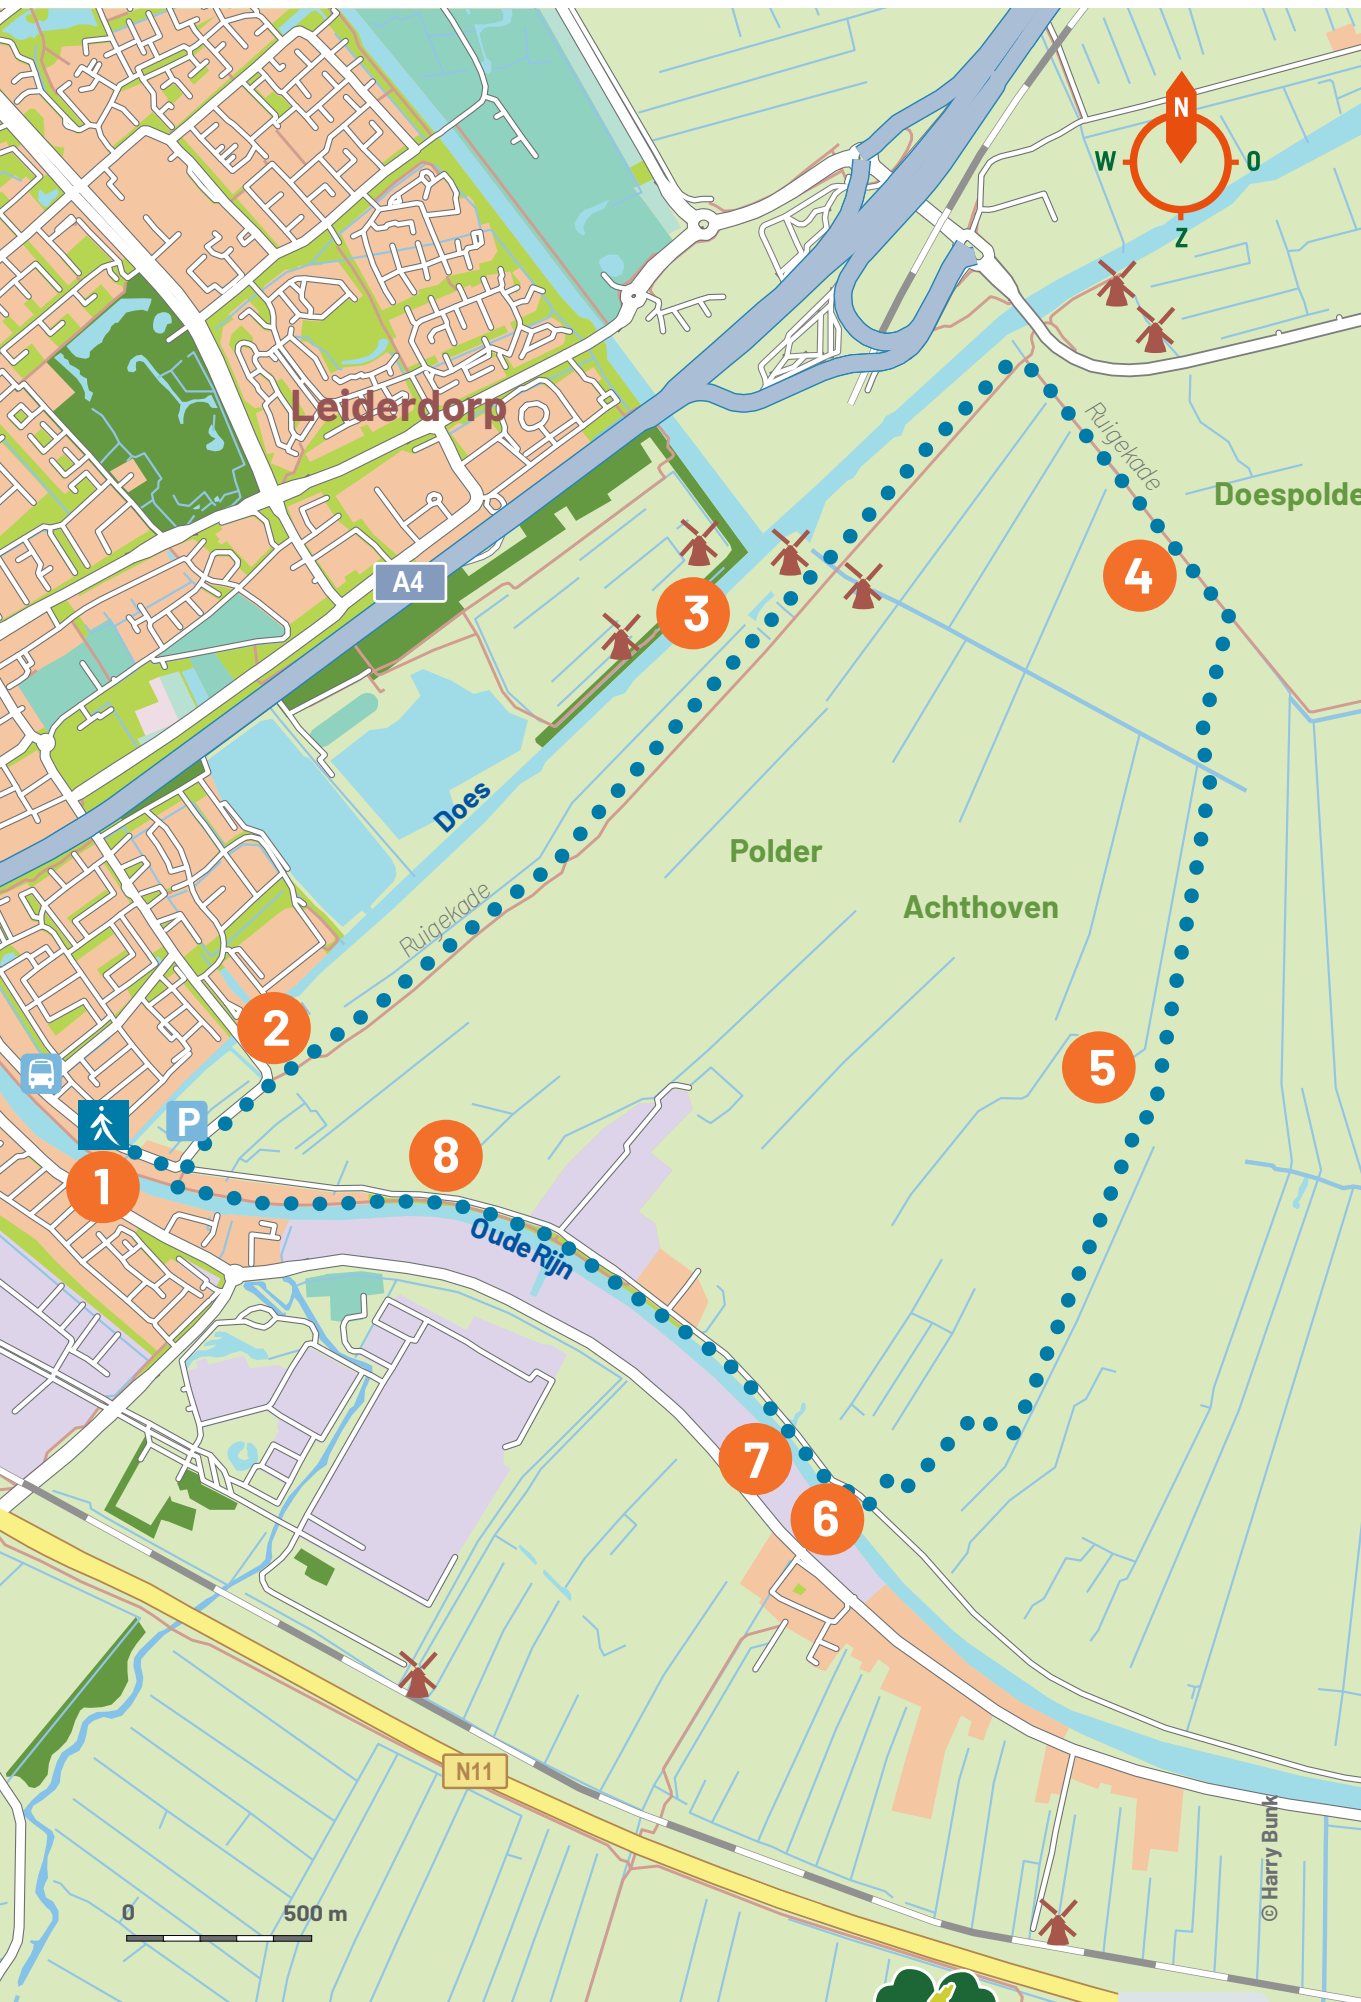 N
W
O
Z
Leiderdorp
Ruigekade
Doespolde
A4
4
3
Does
Polder
Ruigekade
Achthoven
2
5
P
8
1
Oude Rijn
7
6
N11
© Harry Bunk
0
500 m